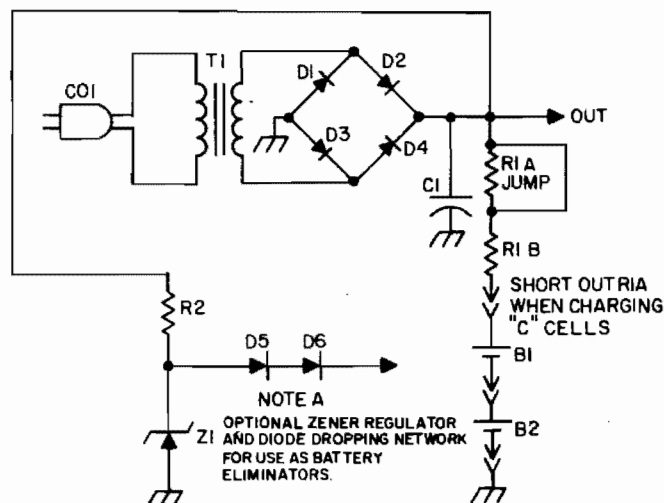 CO1
T1
D1
D2
D3
D4
OUT
C1
R1 A
JUMP
R1 B
SHORT OUT R1A
WHEN CHARGING
"C" CELLS
B1
B2
R2
D5
D6
NOTE A
Z1
OPTIONAL ZENER REGULATOR
AND DIODE DROPPING NETWORK
FOR USE AS BATTERY
ELIMINATORS.